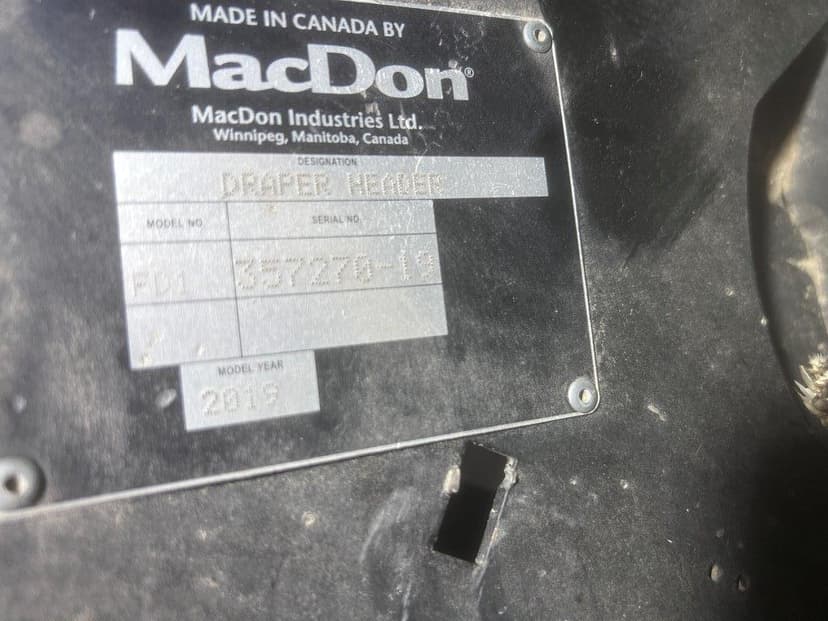 MADE IN CANADA BY
MacDon®
MacDon Industries Ltd.
Winnipeg, Manitoba, Canada
DESIGNATION
DRAPER HEADER
MODEL NO SERIAL NO.
FD1 357270-19
MODEL YEAR
2019